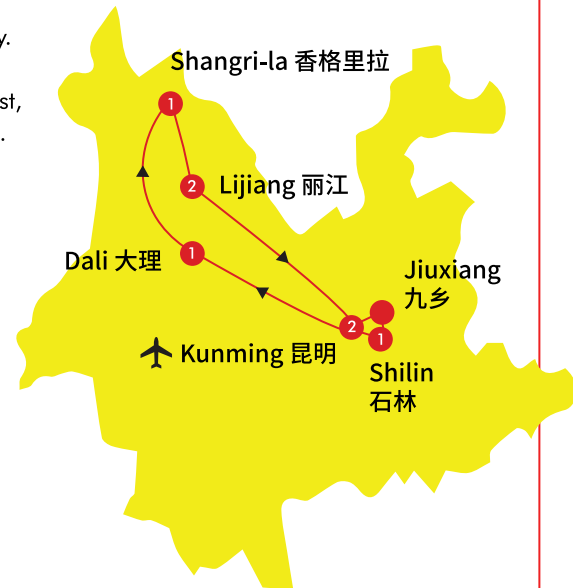 y.
st,
.
Shangri-la 香格里拉
1
2
Lijiang 丽江
Dali 大理
1
Jiuxiang
九乡
2
1
Kunming 昆明
Shilin
石林